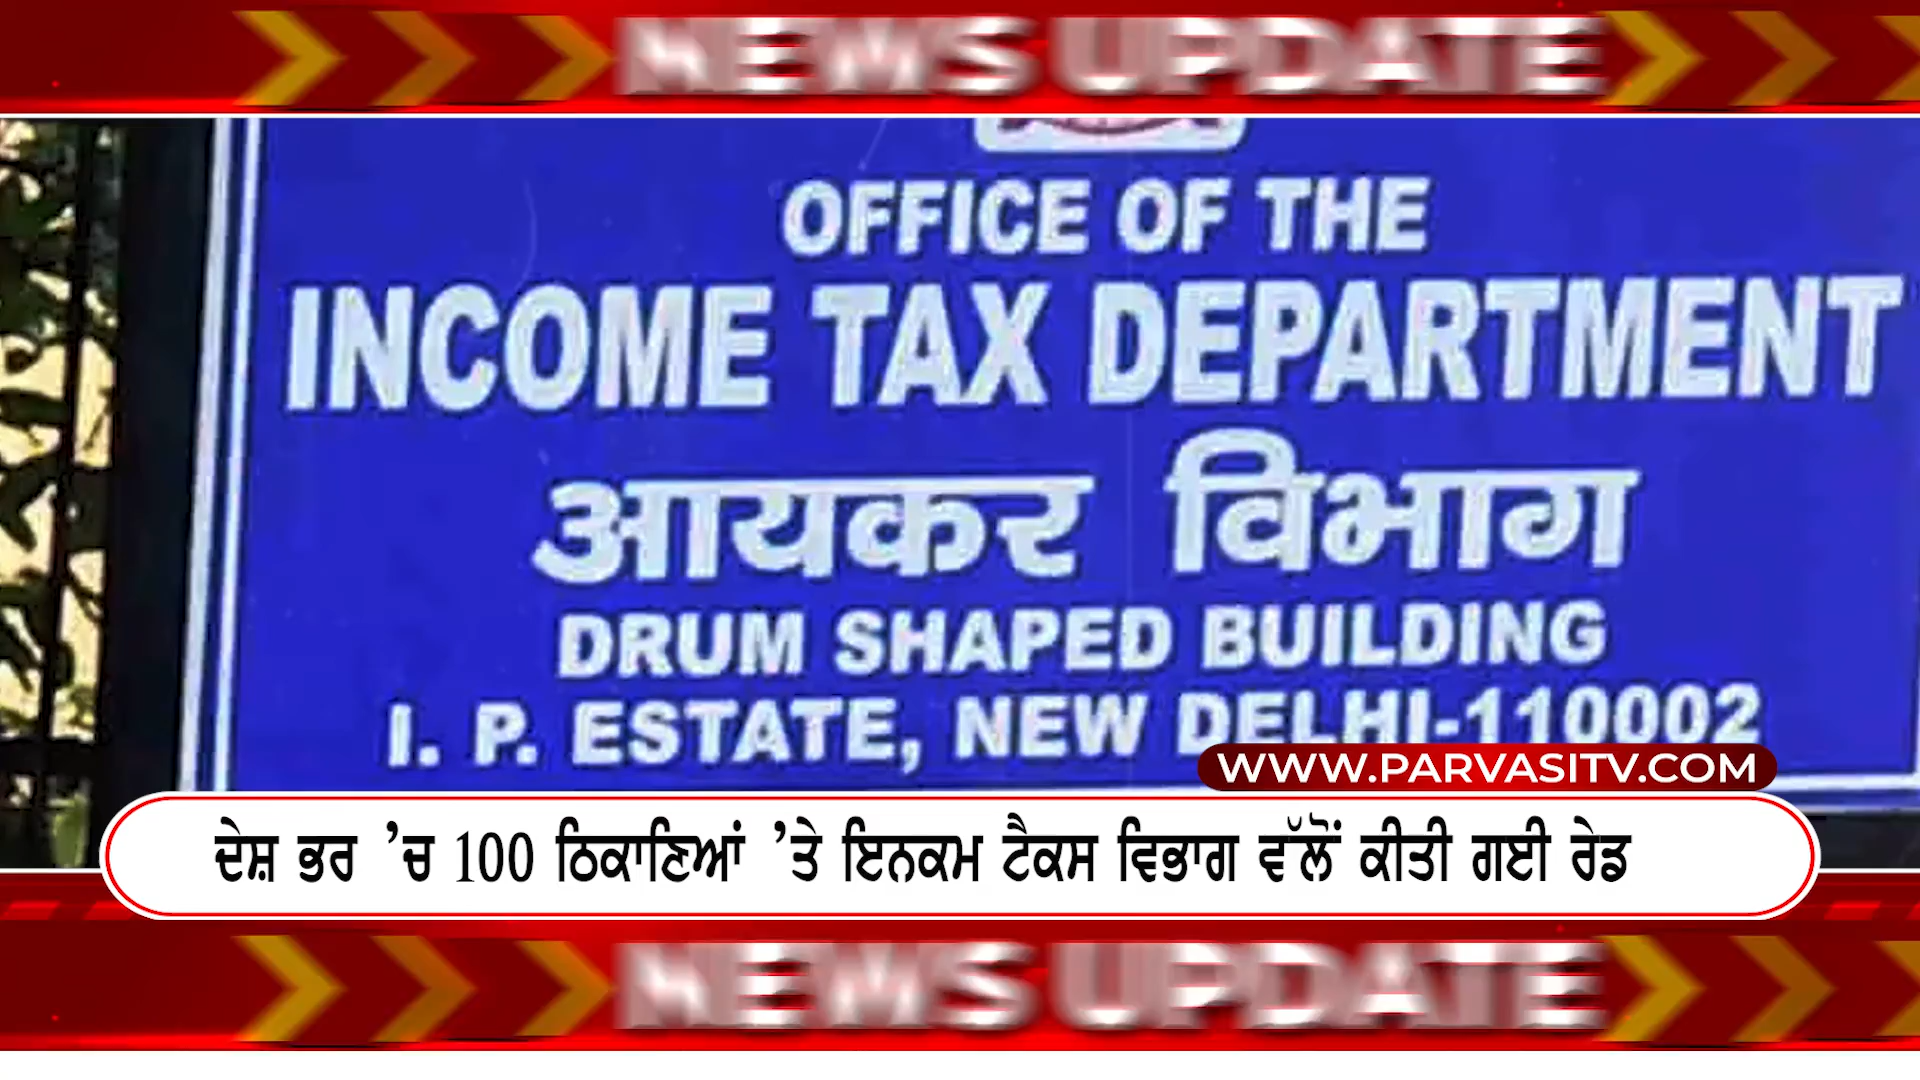 NEWS UPDATE
OFFICE OF THE
INCOME TAX DEPARTMENT
आयकर विभाग
DRUM SHAPED BUILDING
I. P. ESTATE, NEW DELHI-110002
WWW.PARVASITV.COM
ਦੇਸ਼ ਭਰ 'ਚ 100 ਠਿਕਾਣਿਆਂ 'ਤੇ ਇਨਕਮ ਟੈਕਸ ਵਿਭਾਗ ਵੱਲੋਂ ਕੀਤੀ ਗਈ ਰੇਡ
NEWS UPDATE